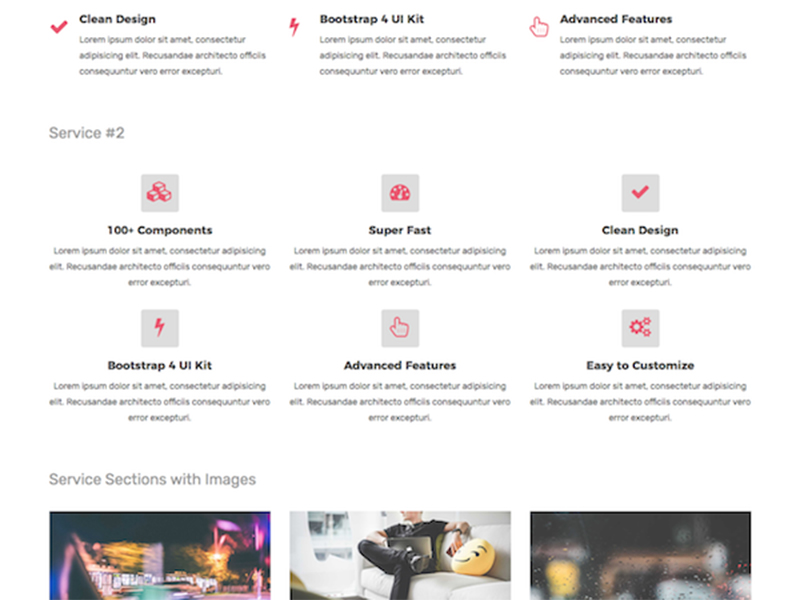 Clean Design
Lorem ipsum dolor sit amet, consectetur
adipisicing elit. Recusandae architecto officiis
consequuntur vero error excepturi.
Bootstrap 4 UI Kit
Lorem ipsum dolor sit amet, consectetur
adipisicing elit. Recusandae architecto officiis
consequuntur vero error excepturi.
Advanced Features
Lorem ipsum dolor sit amet, consectetur
adipisicing elit. Recusandae architecto officiis
consequuntur vero error excepturi.
Service #2
100+ Components
Lorem ipsum dolor sit amet, consectetur adipisicing
elit. Recusandae architecto officiis consequuntur vero
error excepturi.
Super Fast
Lorem ipsum dolor sit amet, consectetur adipisicing
elit. Recusandae architecto officiis consequuntur vero
error excepturi.
Clean Design
Lorem ipsum dolor sit amet, consectetur adipisicing
elit. Recusandae architecto officiis consequuntur vero
error excepturi.
Bootstrap 4 UI Kit
Lorem ipsum dolor sit amet, consectetur adipisicing
elit. Recusandae architecto officiis consequuntur vero
error excepturi.
Advanced Features
Lorem ipsum dolor sit amet, consectetur adipisicing
elit. Recusandae architecto officiis consequuntur vero
error excepturi.
Easy to Customize
Lorem ipsum dolor sit amet, consectetur adipisicing
elit. Recusandae architecto officiis consequuntur vero
error excepturi.
Service Sections with Images